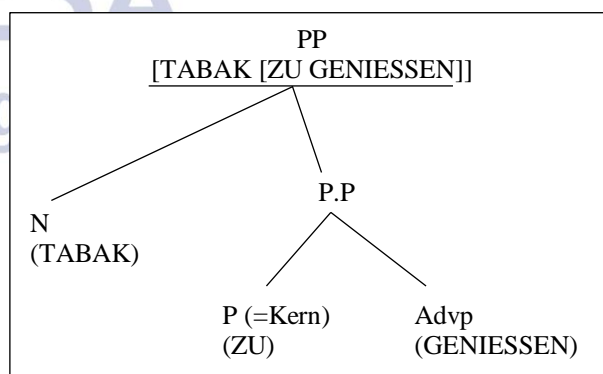 PP
[TABAK [ZU GENIESSEN]]
P.P
N
(TABAK)
P (=Kern)
(ZU)
Advp
(GENIESSEN)